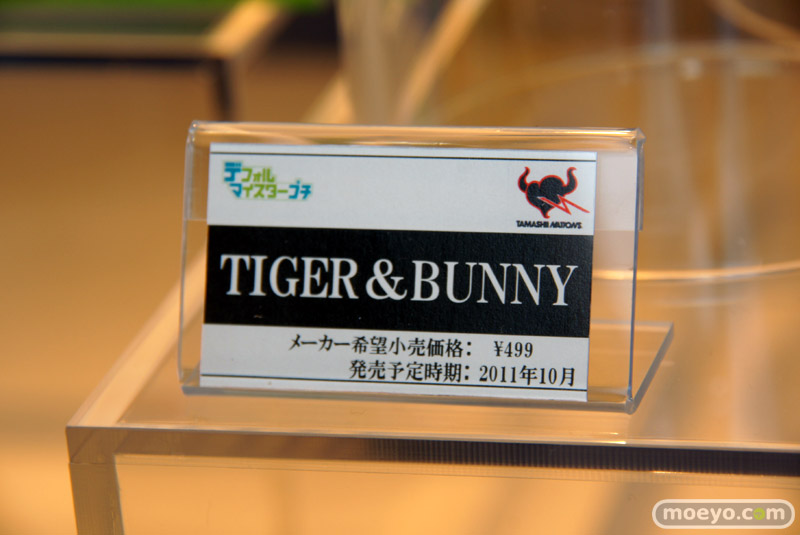 デフォル
マイスタープチ
TAMASHII NATIONS
TIGER & BUNNY
メーカー希望小売価格: ¥499
発売予定時期: 2011年10月
moeyo.com